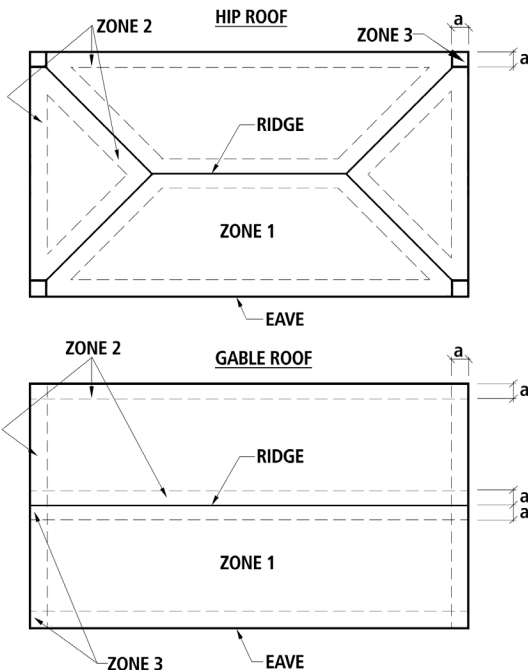 HIP ROOF
a
ZONE 2
ZONE 3
a
RIDGE
ZONE 1
EAVE
ZONE 2
GABLE ROOF
a
a
RIDGE
a
a
ZONE 1
ZONE 3
EAVE